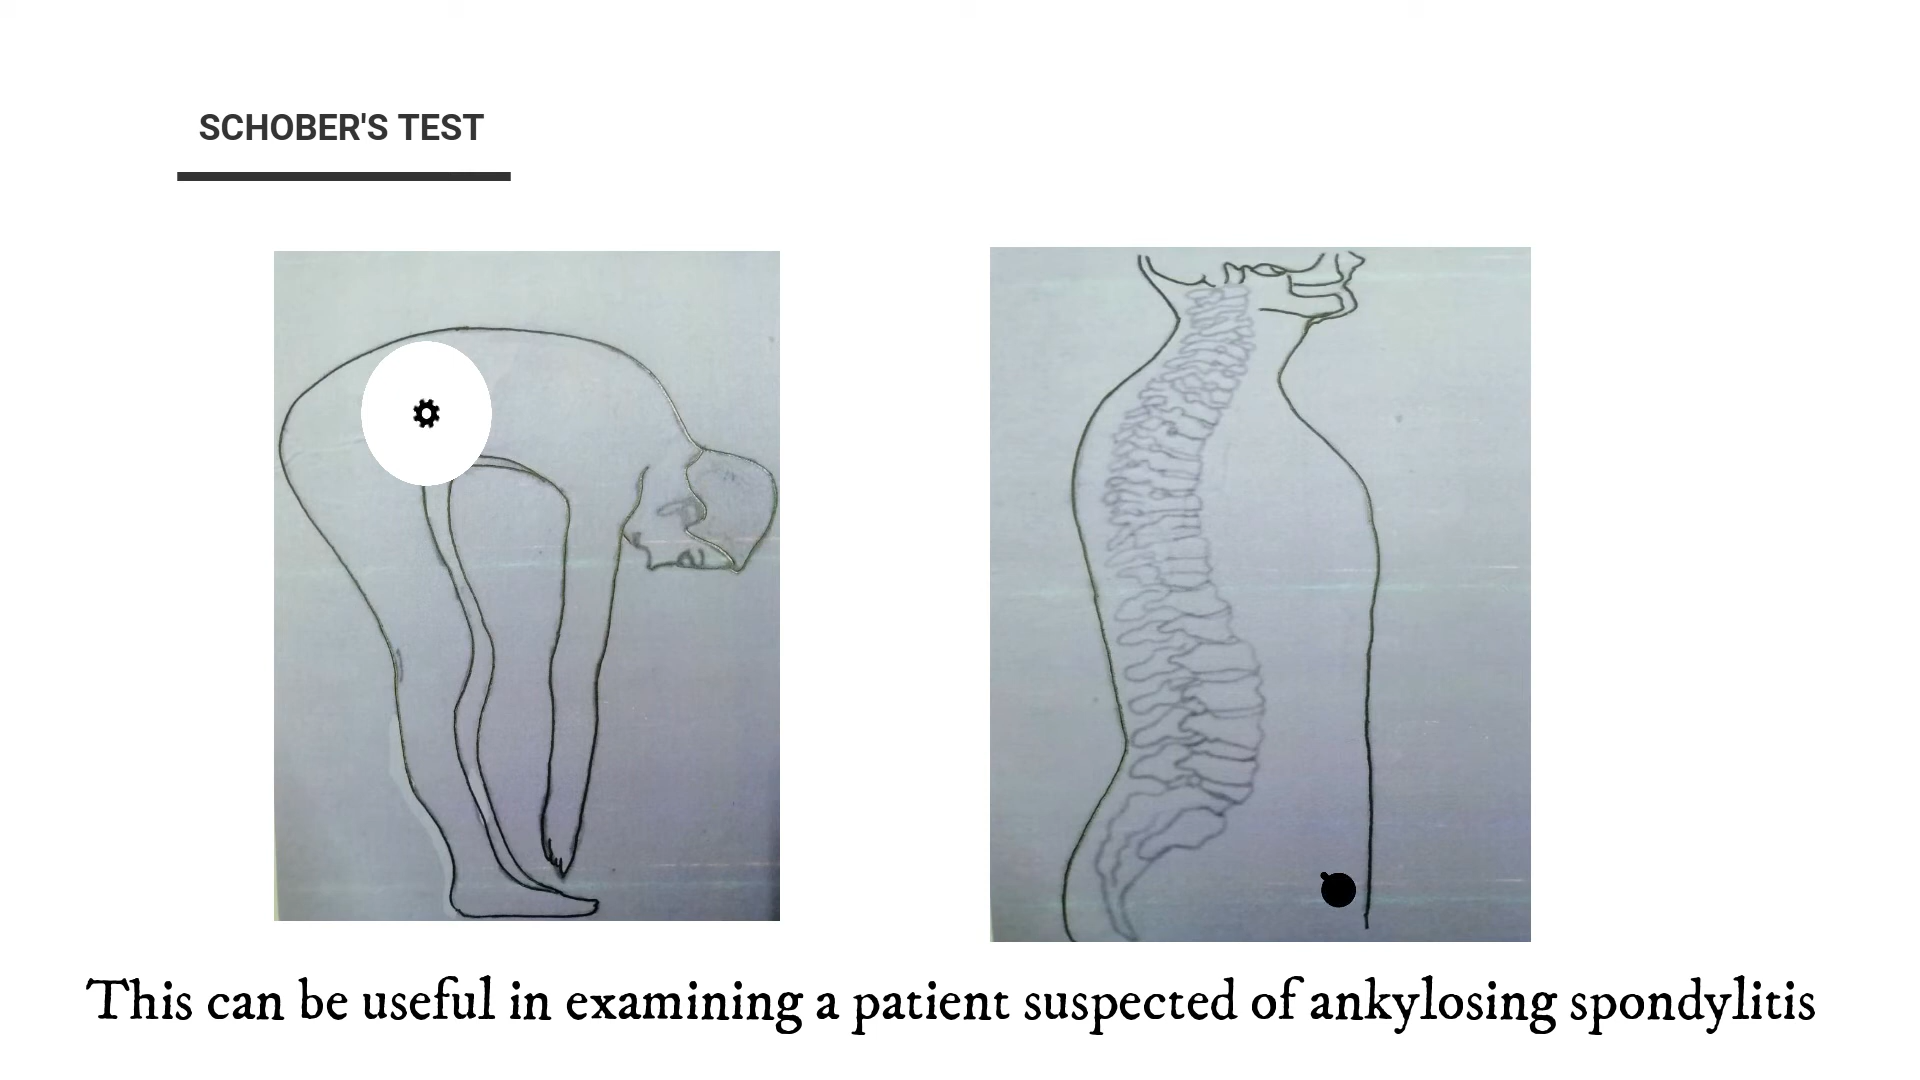 SCHOBER'S TEST
This can be useful in examining a patient suspected of ankylosing spondylitis